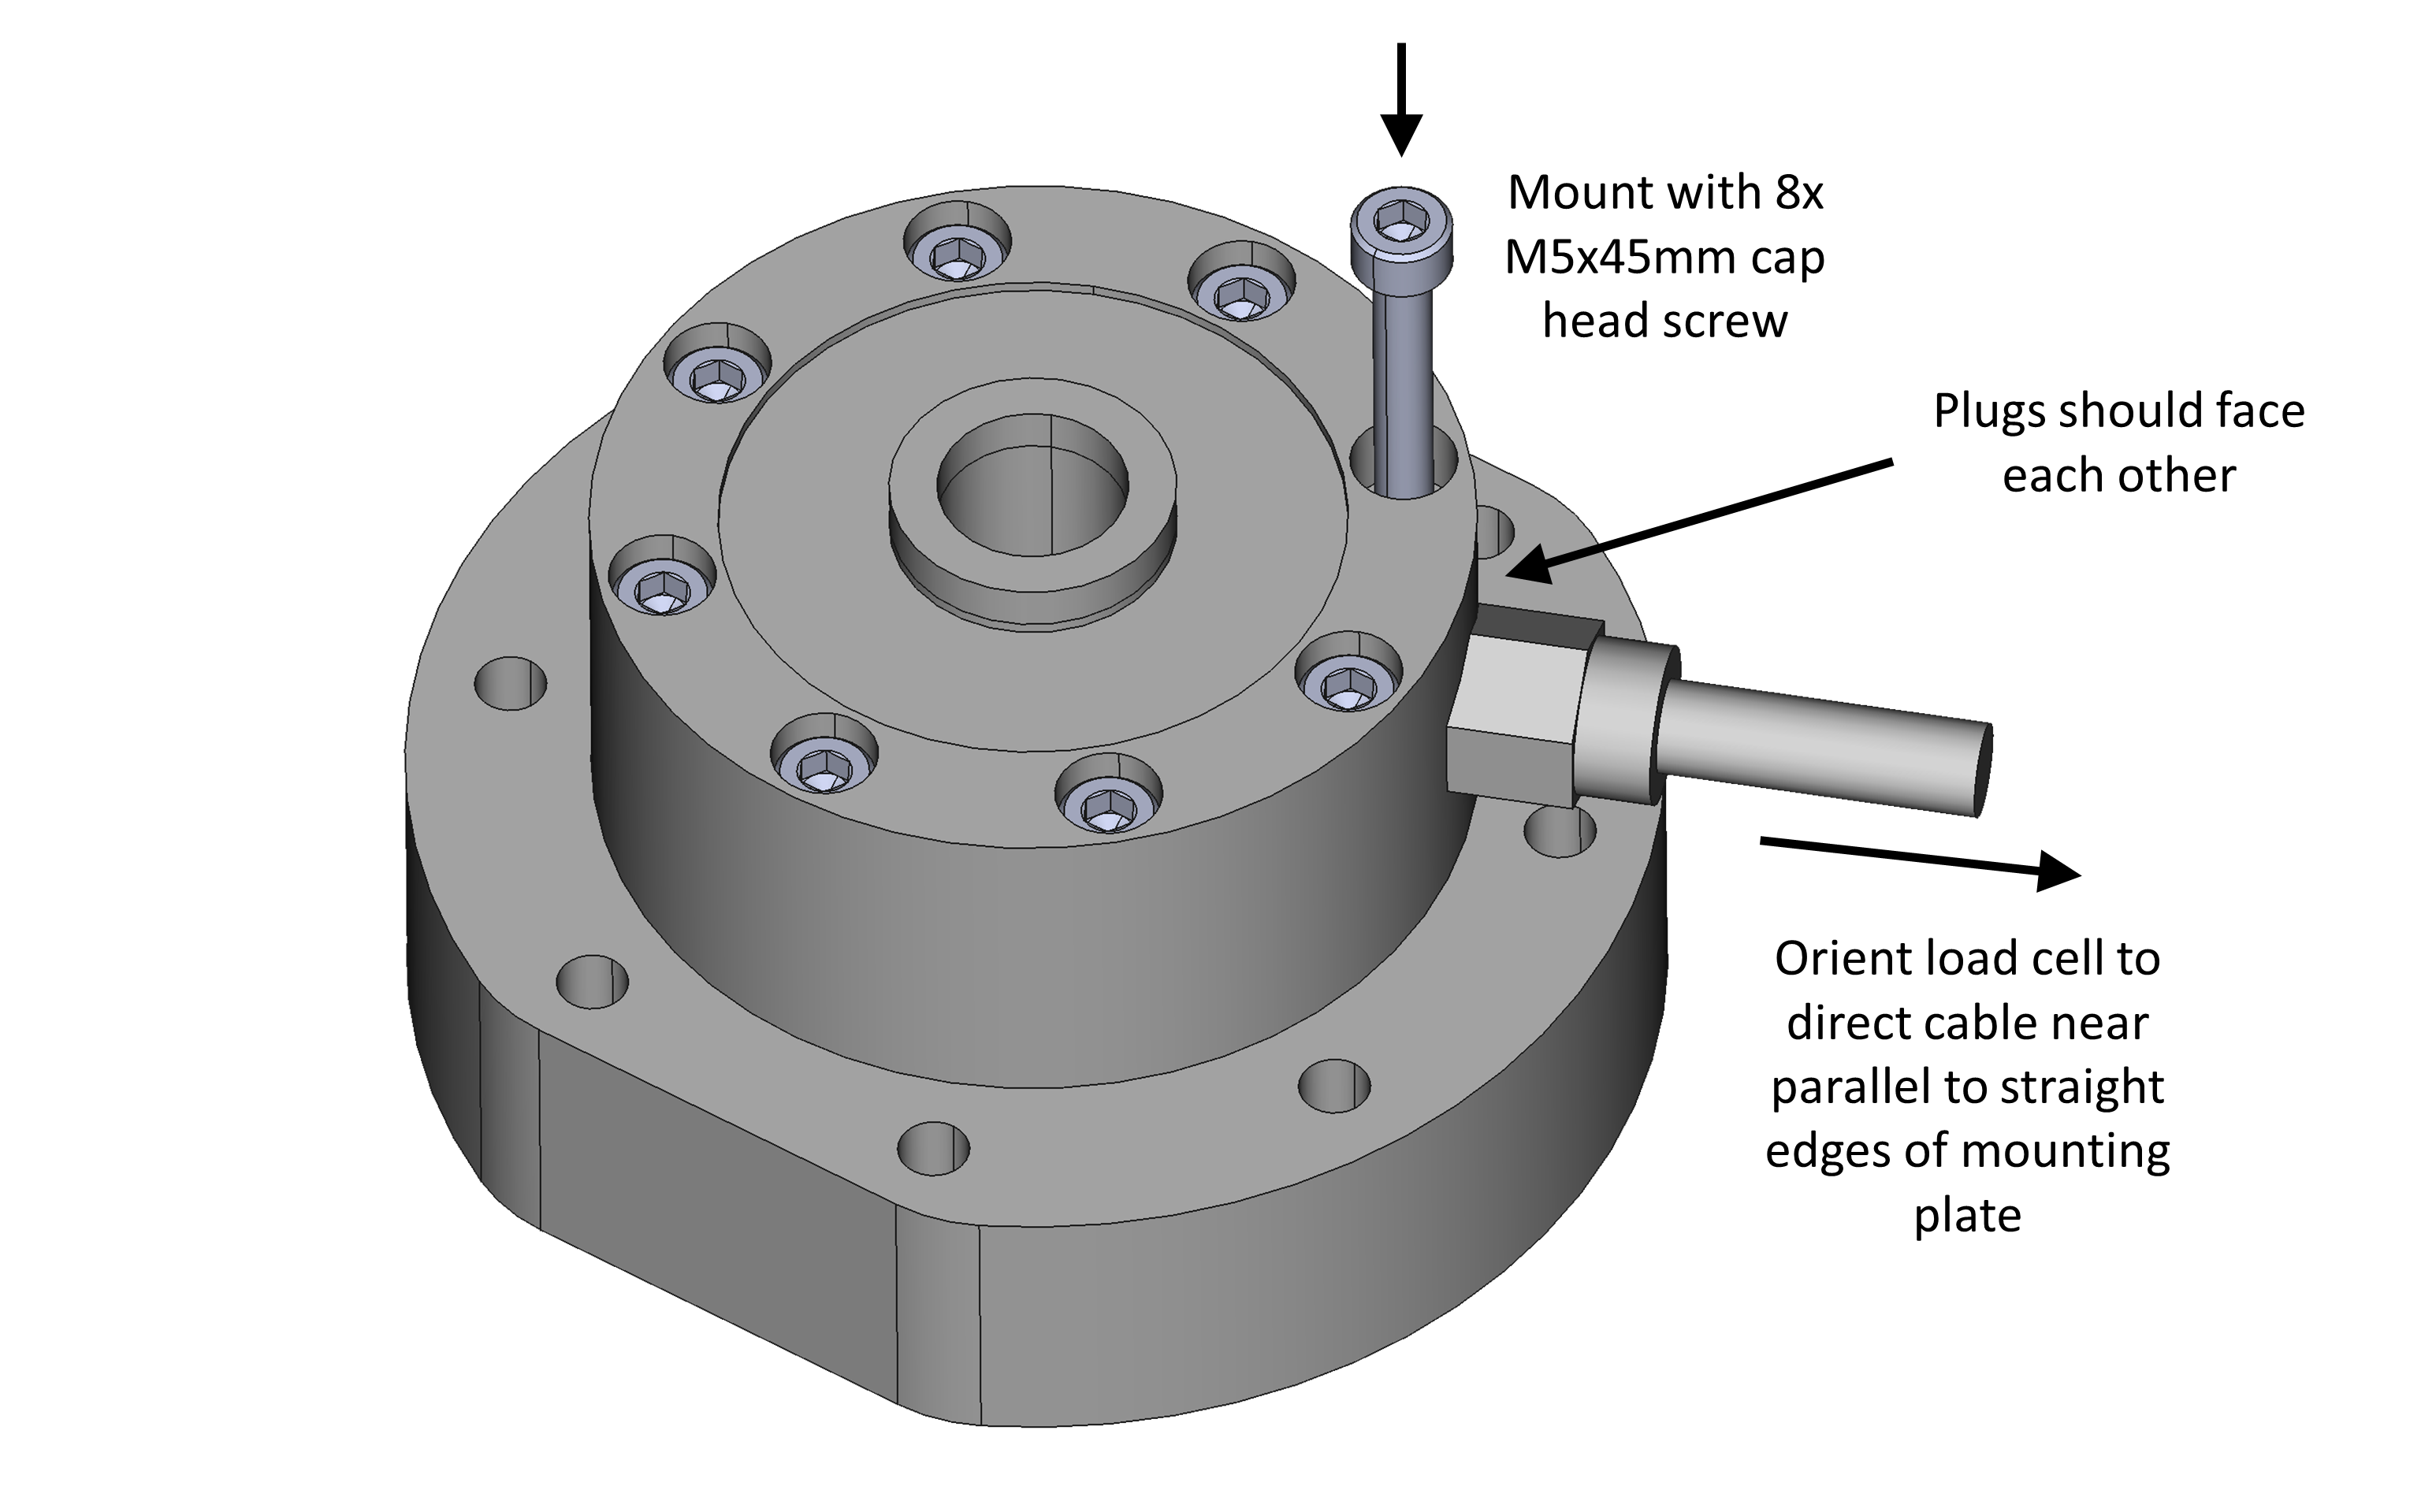 Mount with 8x
M5x45mm cap
head screw
Plugs should face
each other
Orient load cell to
direct cable near
parallel to straight
edges of mounting
plate